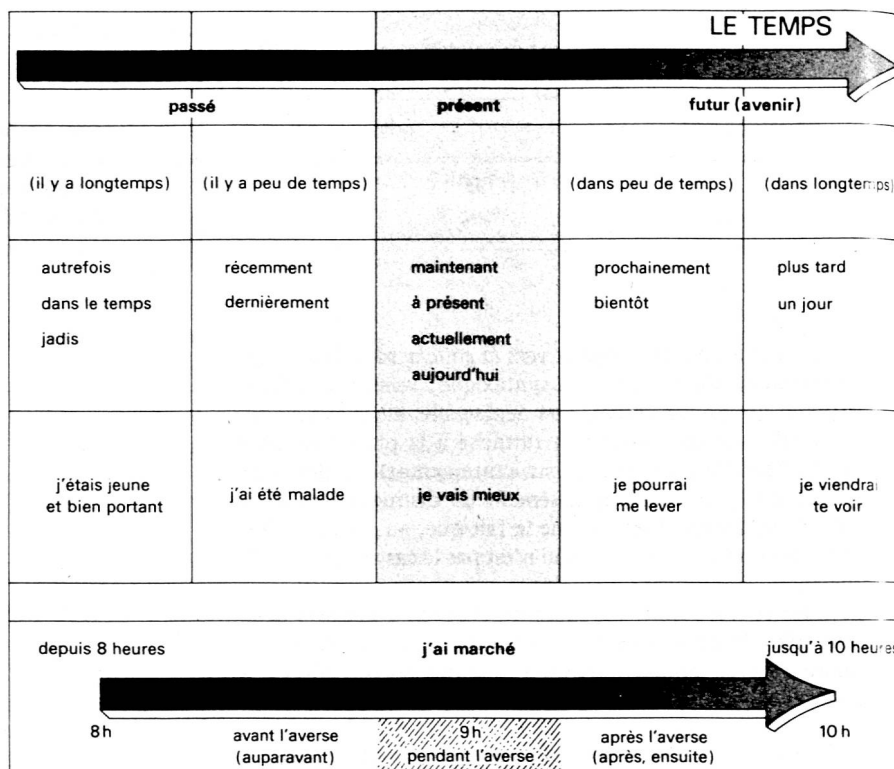 LE TEMPS
passé présent futur (avenir)
(il y a longtemps) (il y a peu de temps) (dans peu de temps) (dans longtemps)
autrefois récemment maintenant prochainement plus tard
dans le temps dernièrement à présent bientôt un jour
jadis actuellement
aujourd'hui
j'étais jeune j'ai été malade je vais mieux je pourrai je viendrai
et bien portant me lever te voir
depuis 8 heures j'ai marché jusqu'à 10 heures
8 h avant l'averse 9 h après l'averse 10 h
(auparavant) pendant l'averse (après, ensuite)